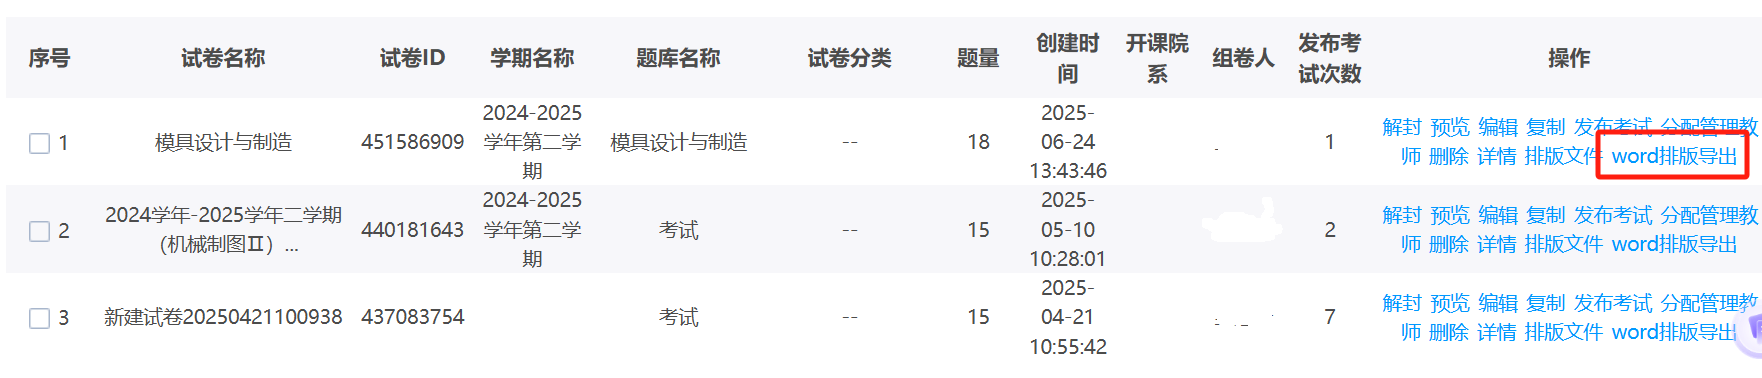 序号 试卷名称 试卷ID 学期名称 题库名称 试卷分类 题量 创建时间 开课院系 组卷人 发布考试次数 操作
1 模具设计与制造 451586909 2024-2025学年第二学期 模具设计与制造 -- 18 2025-06-24 13:43:46 1 解封 预览 编辑 复制 发布考试 分配管理教师 删除 详情 排版文件 word排版导出
2 2024学年-2025学年二学期（机械制图Ⅱ）... 440181643 2024-2025学年第二学期 考试 -- 15 2025-05-10 10:28:01 2 解封 预览 编辑 复制 发布考试 分配管理教师 删除 详情 排版文件 word排版导出
3 新建试卷20250421100938 437083754 考试 -- 15 2025-04-21 10:55:42 7 解封 预览 编辑 复制 发布考试 分配管理教师 删除 详情 排版文件 word排版导出